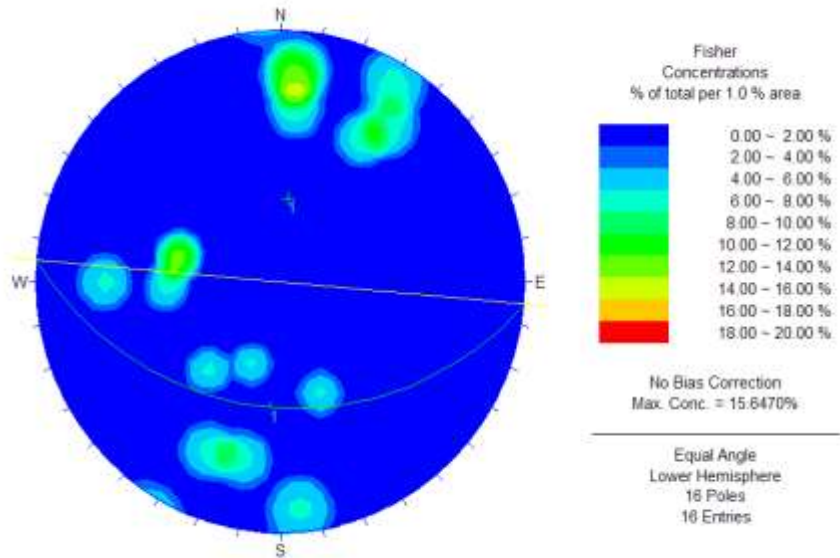 N
W
E
S
1
1
Fisher
Concentrations
% of total per 1.0 % area
0.00 ~ 2.00 %
2.00 ~ 4.00 %
4.00 ~ 6.00 %
6.00 ~ 8.00 %
8.00 ~ 10.00 %
10.00 ~ 12.00 %
12.00 ~ 14.00 %
14.00 ~ 16.00 %
16.00 ~ 18.00 %
18.00 ~ 20.00 %
No Bias Correction
Max. Conc. = 15.6470%
Equal Angle
Lower Hemisphere
16 Poles
16 Entries